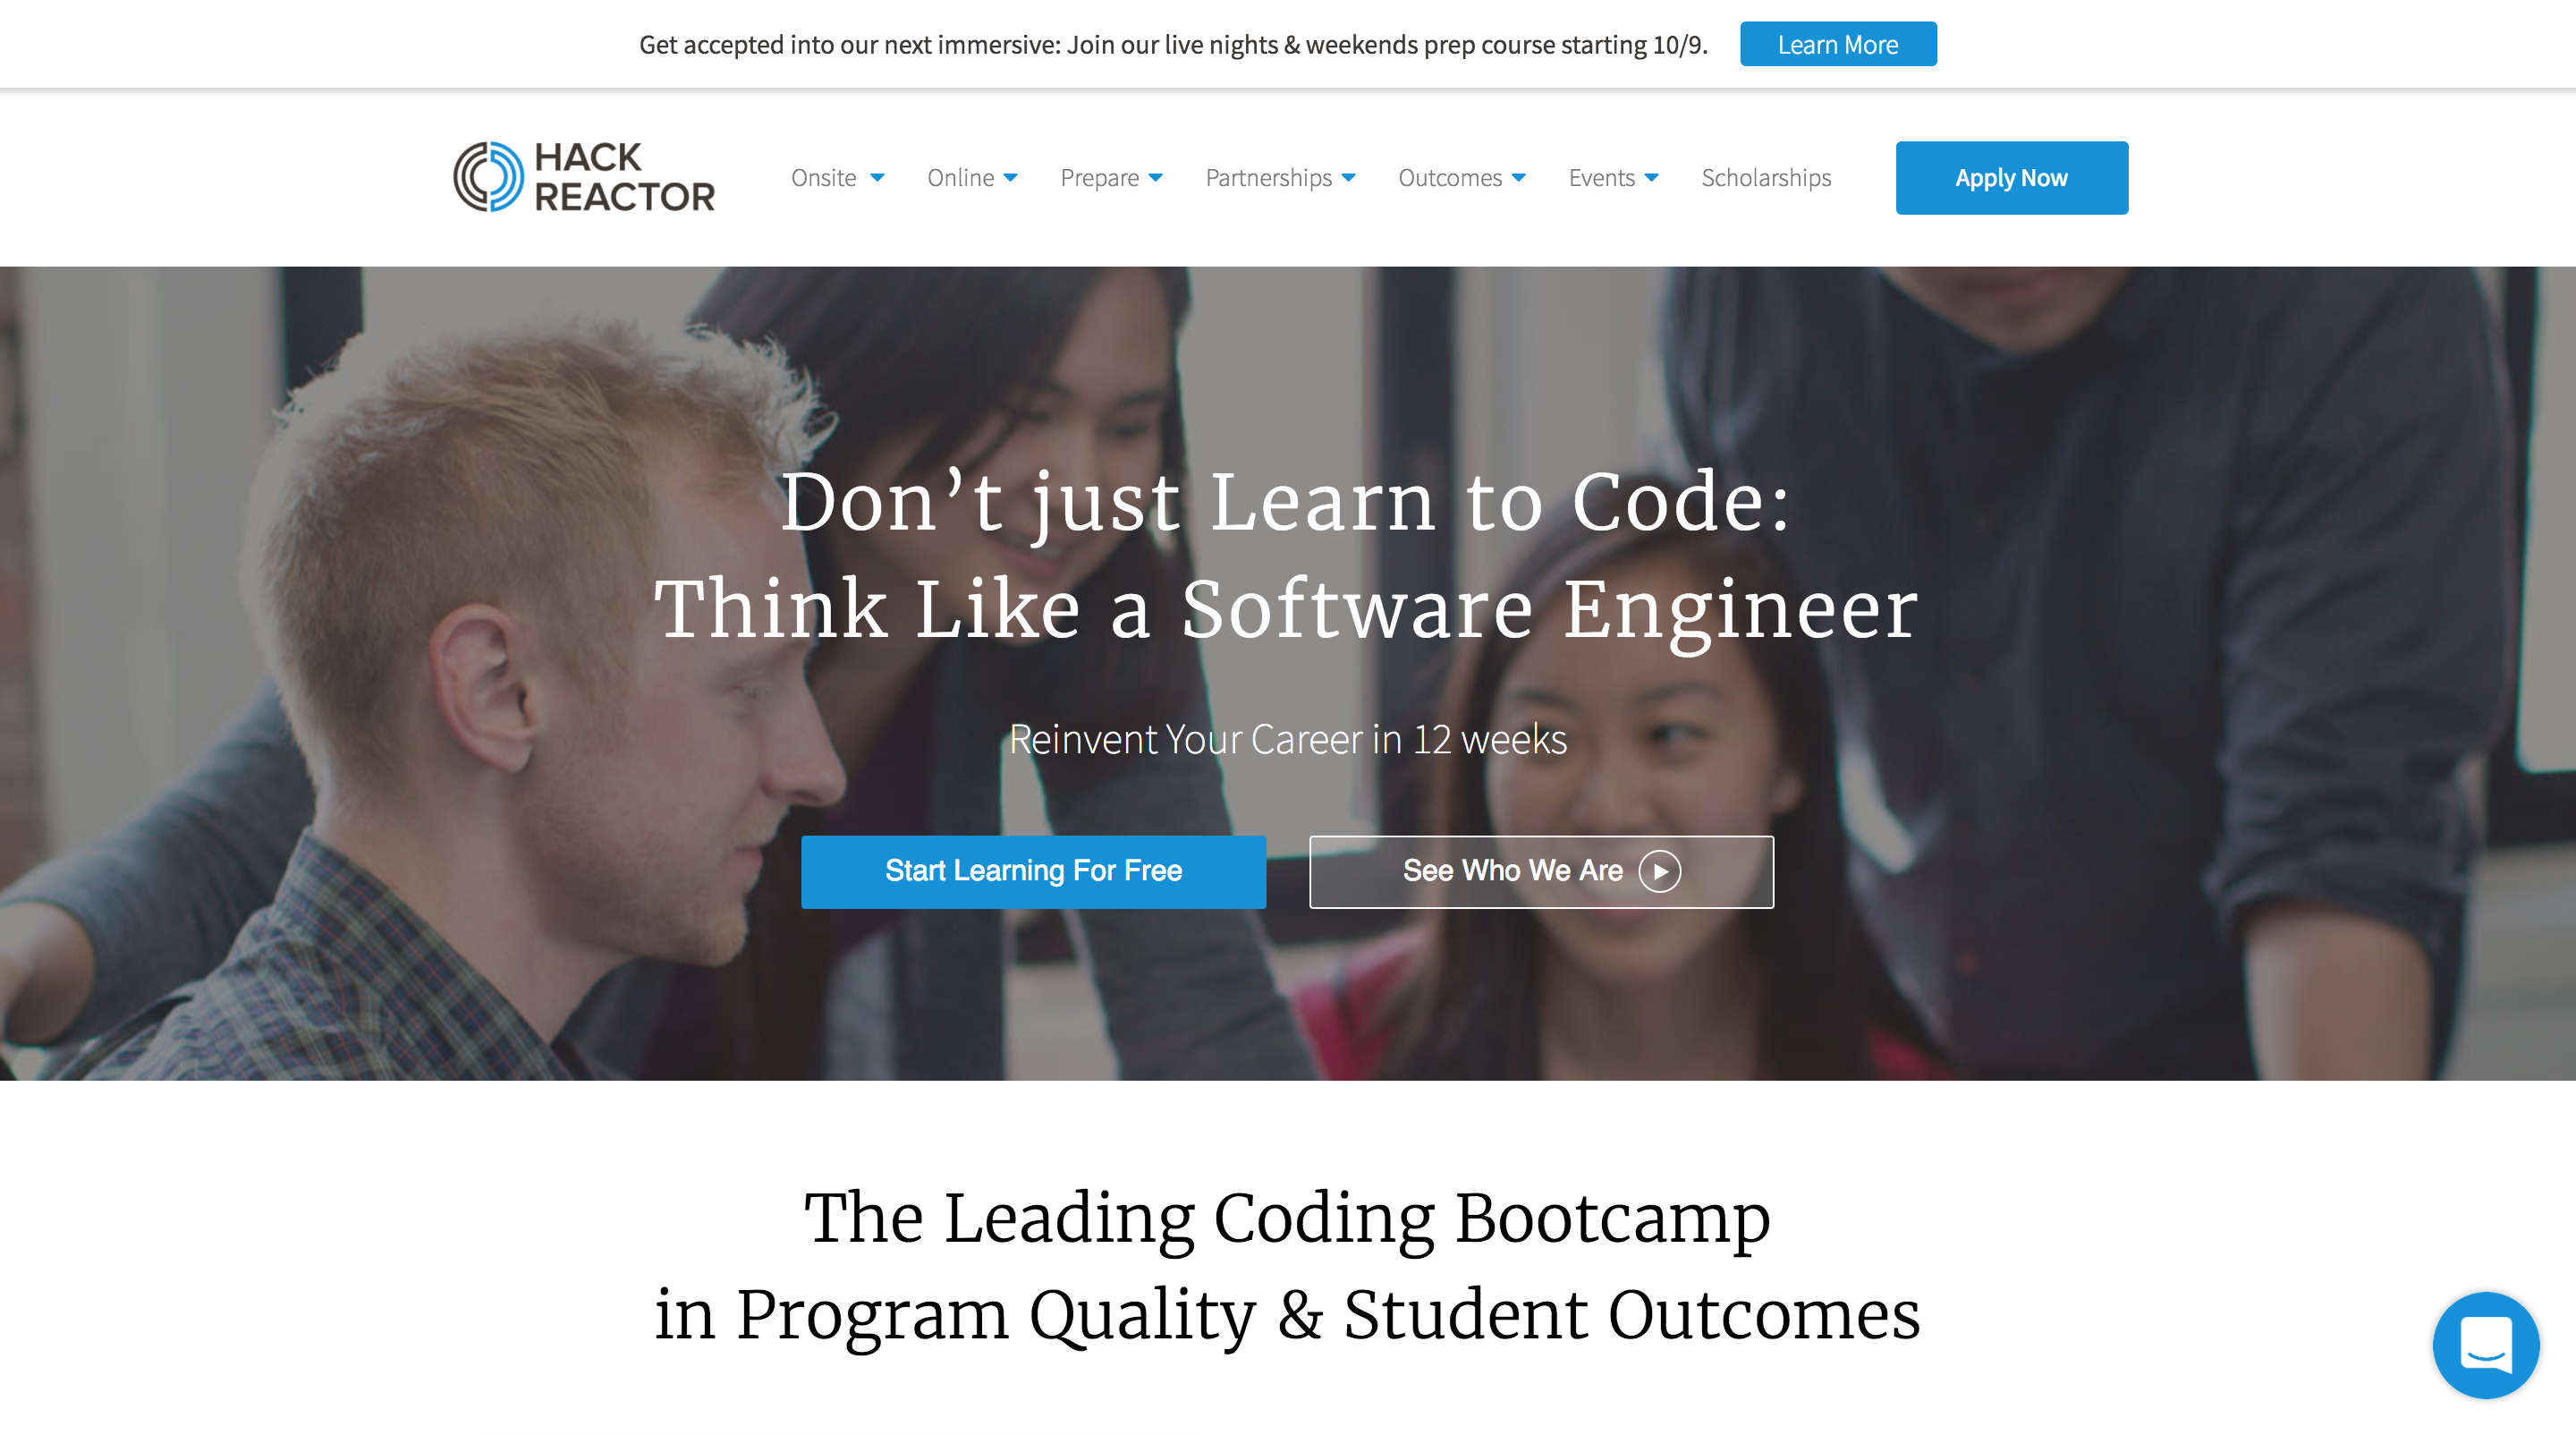 Get accepted into our next immersive: Join our live nights & weekends prep course starting 10/9.
Learn More
HACK
REACTOR
Onsite
Online
Prepare
Partnerships
Outcomes
Events
Scholarships
Apply Now
Don’t just Learn to Code:
Think Like a Software Engineer
Reinvent Your Career in 12 weeks
Start Learning For Free
See Who We Are
The Leading Coding Bootcamp
in Program Quality & Student Outcomes